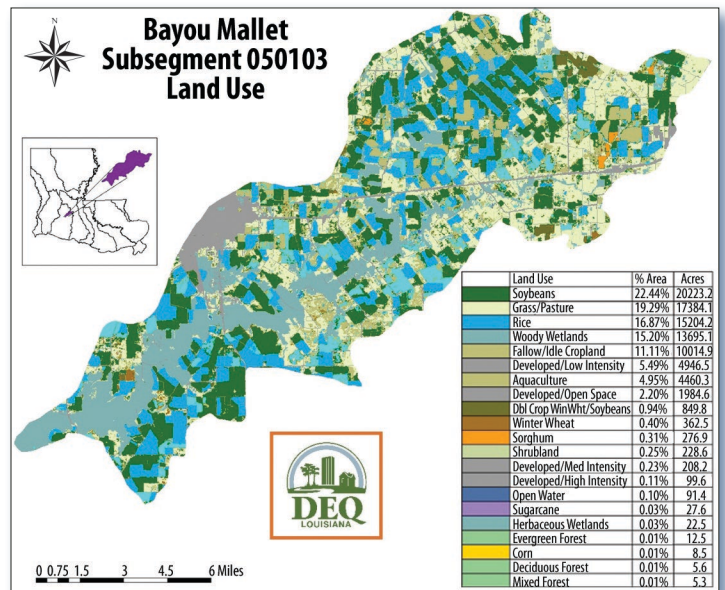 N
Bayou Mallet
Subsegment 050103
Land Use
Land Use % Area Acres
Soybeans 22.44% 20223.2
Grass/Pasture 19.29% 17384.1
Rice 16.87% 15204.2
Woody Wetlands 15.20% 13695.1
Fallow/Idle Cropland 11.11% 10014.9
Developed/Low Intensity 5.49% 4946.5
Aquaculture 4.95% 4460.3
Developed/Open Space 2.20% 1984.6
Dbl Crop WinWht/Soybeans 0.94% 849.8
Winter Wheat 0.40% 362.5
Sorghum 0.31% 276.9
Shrubland 0.25% 228.6
Developed/Med Intensity 0.23% 208.2
Developed/High Intensity 0.11% 99.6
Open Water 0.10% 91.4
Sugarcane 0.03% 27.6
Herbaceous Wetlands 0.03% 22.5
Evergreen Forest 0.01% 12.5
Corn 0.01% 8.5
Deciduous Forest 0.01% 5.6
Mixed Forest 0.01% 5.3
DEQ
LOUISIANA
0 0.75 1.5 3 4.5 6 Miles